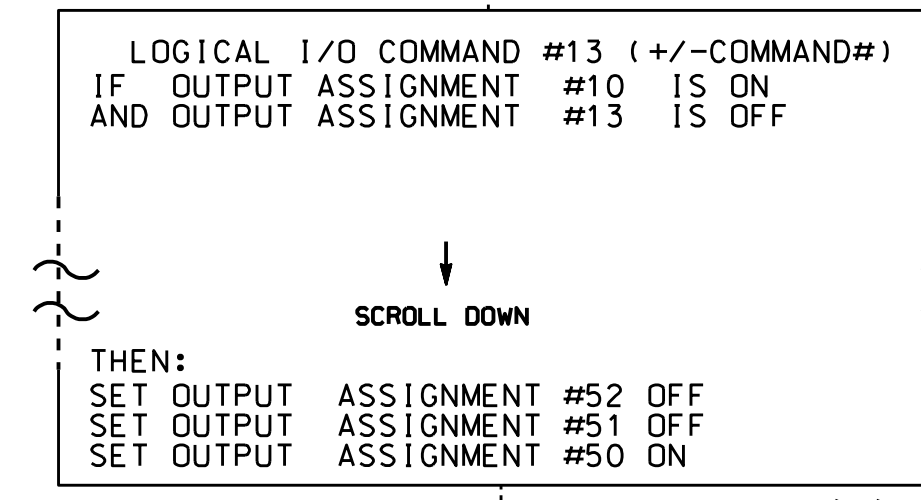 LOGICAL I/O COMMAND #13 (+/-COMMAND#)
IF OUTPUT ASSIGNMENT #10 IS ON
AND OUTPUT ASSIGNMENT #13 IS OFF
SCROLL DOWN
THEN:
SET OUTPUT ASSIGNMENT #52 OFF
SET OUTPUT ASSIGNMENT #51 OFF
SET OUTPUT ASSIGNMENT #50 ON